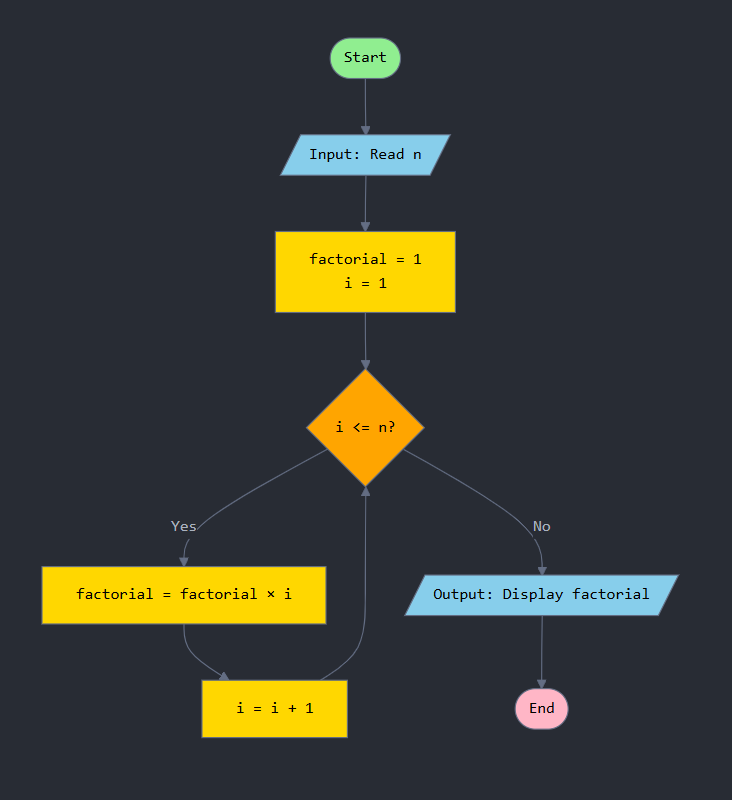 Start
Input: Read n
factorial = 1
i = 1
i <= n?
Yes
No
factorial = factorial × i
Output: Display factorial
i = i + 1
End